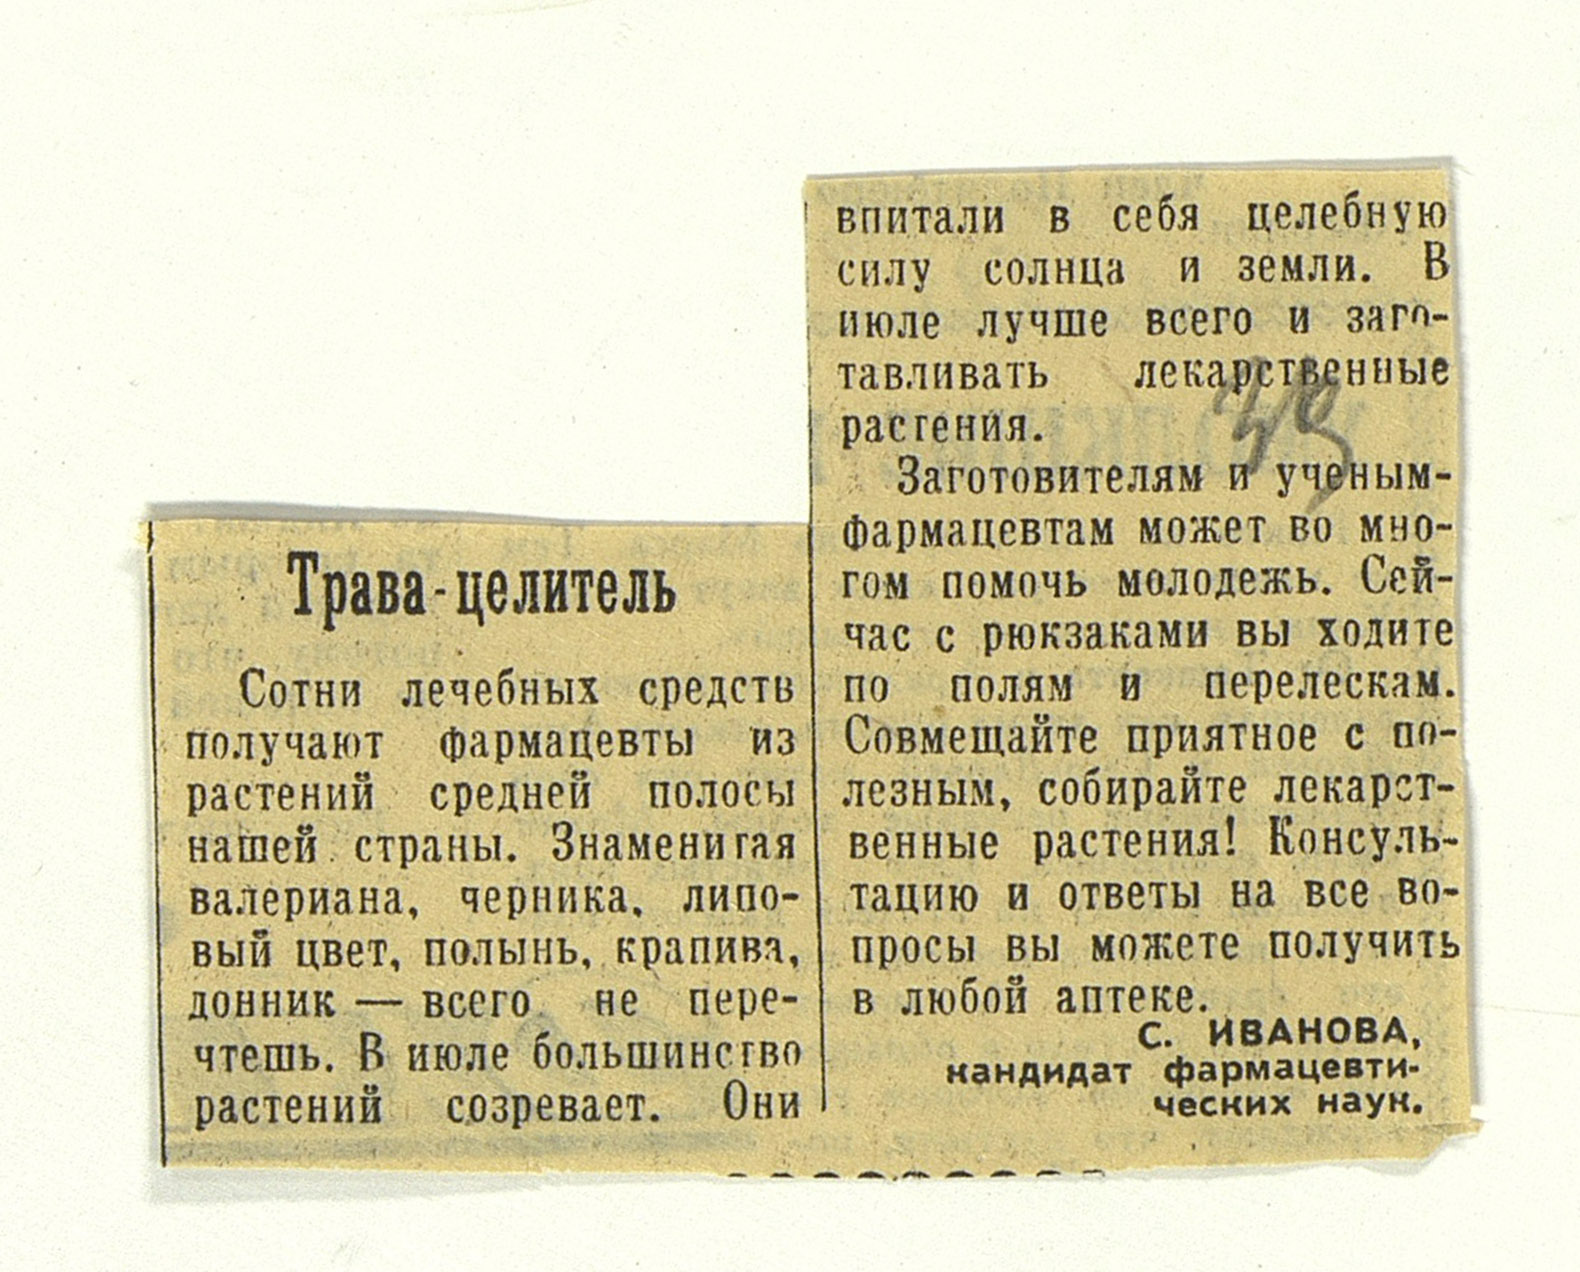 Трава-целитель
Сотни лечебных средств
получают фармацевты из
растений средней полосы
нашей страны. Знаменитая
валериана, черника, липо-
вый цвет, полынь, крапива,
донник — всего не пере-
чтешь. В июле большинство
растений созревает. Они
впитали в себя целебную
силу солнца и земли. В
июле лучше всего и заго-
тавливать лекарственные
растения.
Заготовителям и ученым-
фармацевтам может во мно-
гом помочь молодежь. Сей-
час с рюкзаками вы ходите
по полям и перелескам.
Совмещайте приятное с по-
лезным, собирайте лекарст-
венные растения! Консуль-
тацию и ответы на все во-
просы вы можете получить
в любой аптеке.
С. ИВАНОВА,
кандидат фармацевти-
ческих наук.